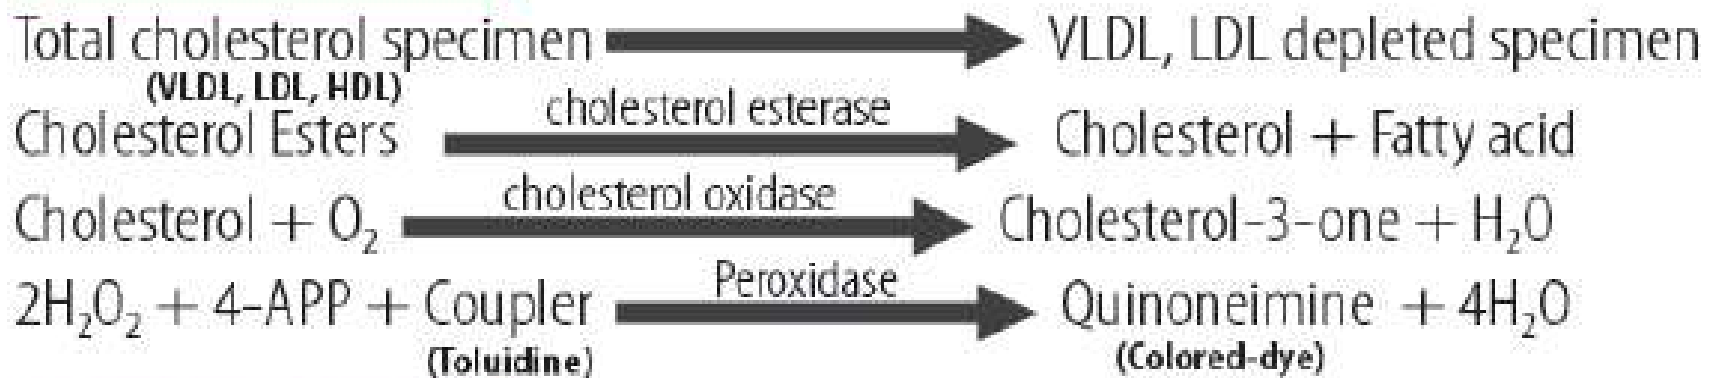 Total cholesterol specimen VLDL, LDL depleted specimen
(VLDL, LDL, HDL)
cholesterol esterase
Cholesterol Esters Cholesterol + Fatty acid
cholesterol oxidase
Cholesterol + O₂ Cholesterol-3-one + H₂O
Peroxidase
2H₂O₂ + 4-APP + Coupler Quinoneimine + 4H₂O
(Toluidine) (Colored-dye)